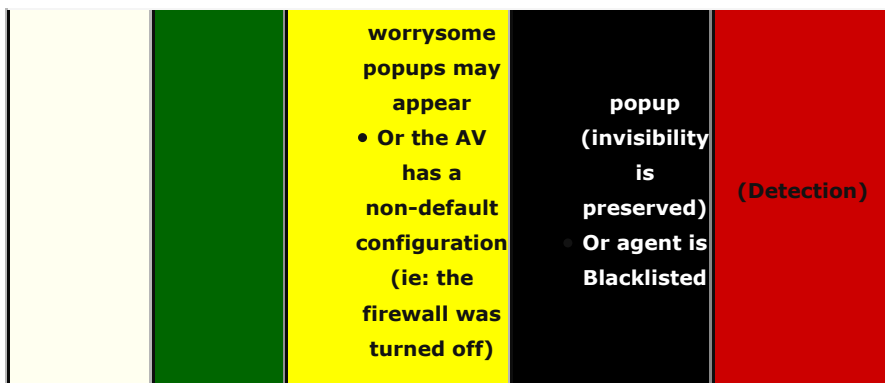 worrysome
popups may
appear
• Or the AV
has a
non-default
configuration
(ie: the
firewall was
turned off)
popup
(invisibility
is
preserved)
• Or agent is
Blacklisted
(Detection)